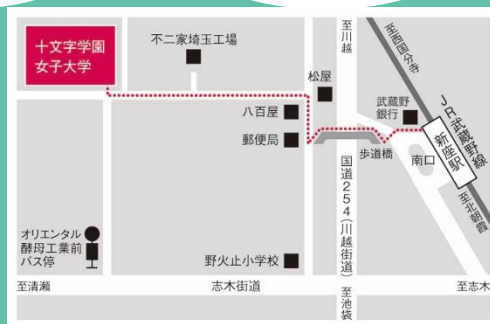 十文字学園
女子大学
不二家埼玉工場
至川越
至西国分寺
松屋
武蔵野
銀行
JR武蔵野線
新座駅
八百屋
郵便局
歩道橋
南口
国道254(川越街道)
至北朝霞
オリエンタル
酵母工業前
バス停
野火止小学校
至清瀬
志木街道
至池袋
至志木